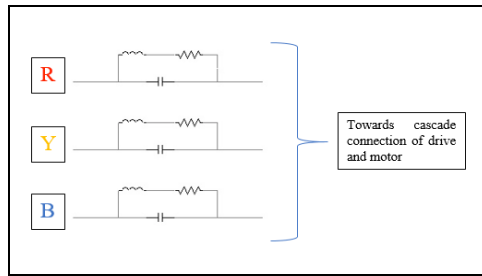 R
Y
B
Towards cascade
connection of drive
and motor